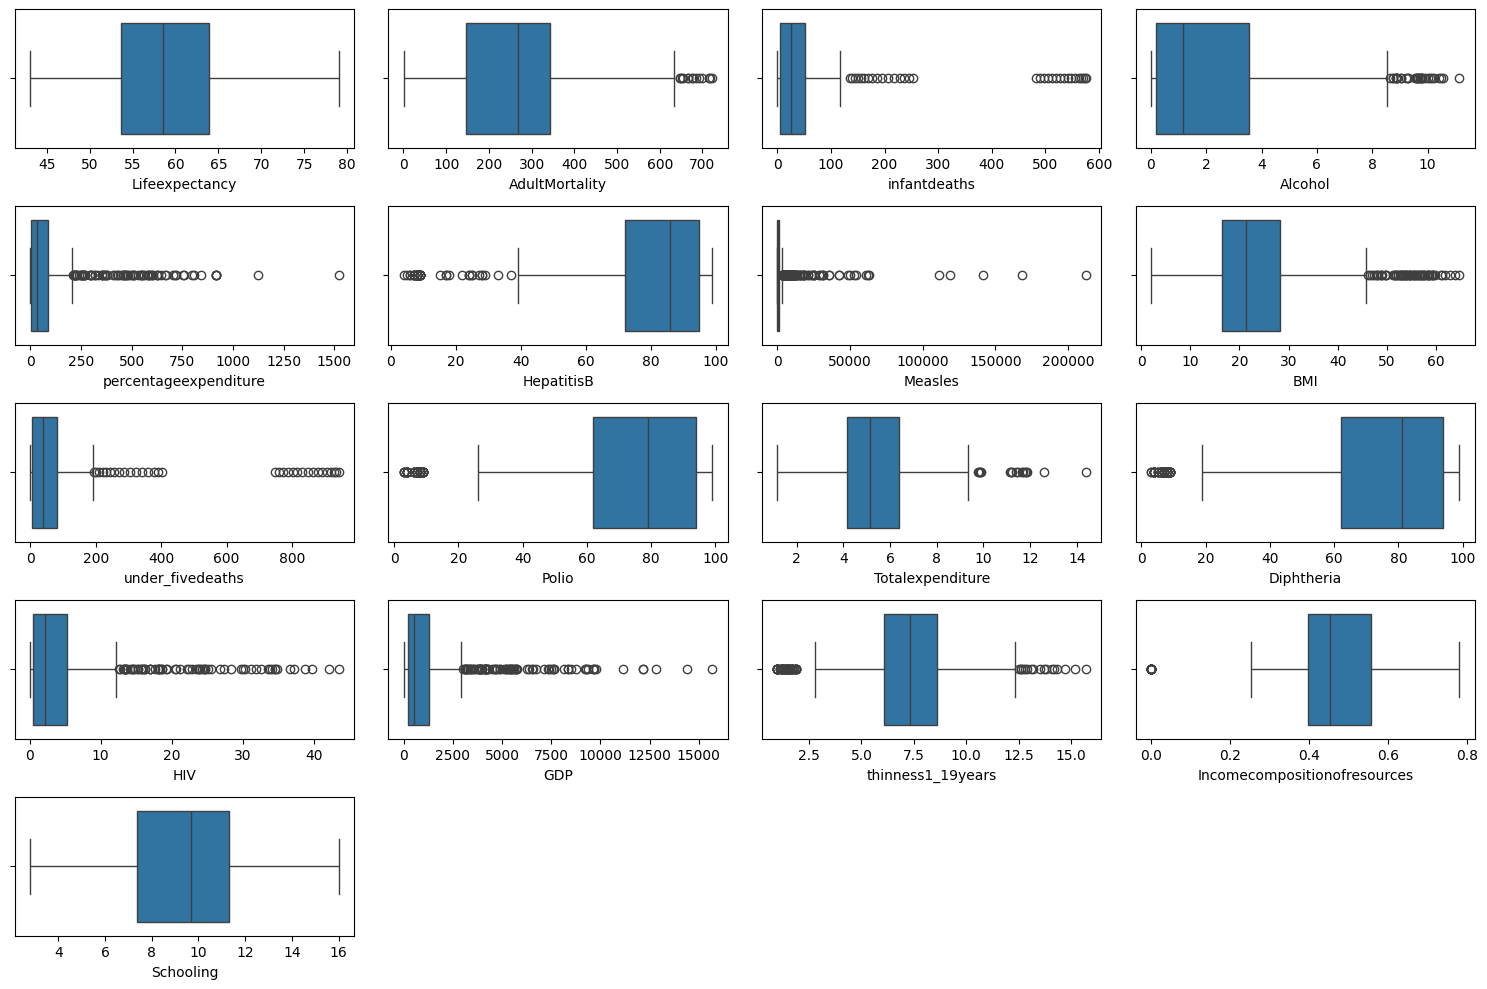 45 50 55 60 65 70 75 80
Lifeexpectancy
0 100 200 300 400 500 600 700
AdultMortality
0 100 200 300 400 500 600
infantdeaths
0 2 4 6 8 10
Alcohol
0 250 500 750 1000 1250 1500
percentageexpenditure
0 20 40 60 80 100
HepatitisB
0 50000 100000 150000 200000
Measles
0 10 20 30 40 50 60
BMI
0 200 400 600 800
under_fivedeaths
0 20 40 60 80 100
Polio
2 4 6 8 10 12 14
Totalexpenditure
0 20 40 60 80 100
Diphtheria
0 10 20 30 40
HIV
0 2500 5000 7500 10000 12500 15000
GDP
2.5 5.0 7.5 10.0 12.5 15.0
thinness1_19years
0.0 0.2 0.4 0.6 0.8
Incomecompositionofresources
4 6 8 10 12 14 16
Schooling